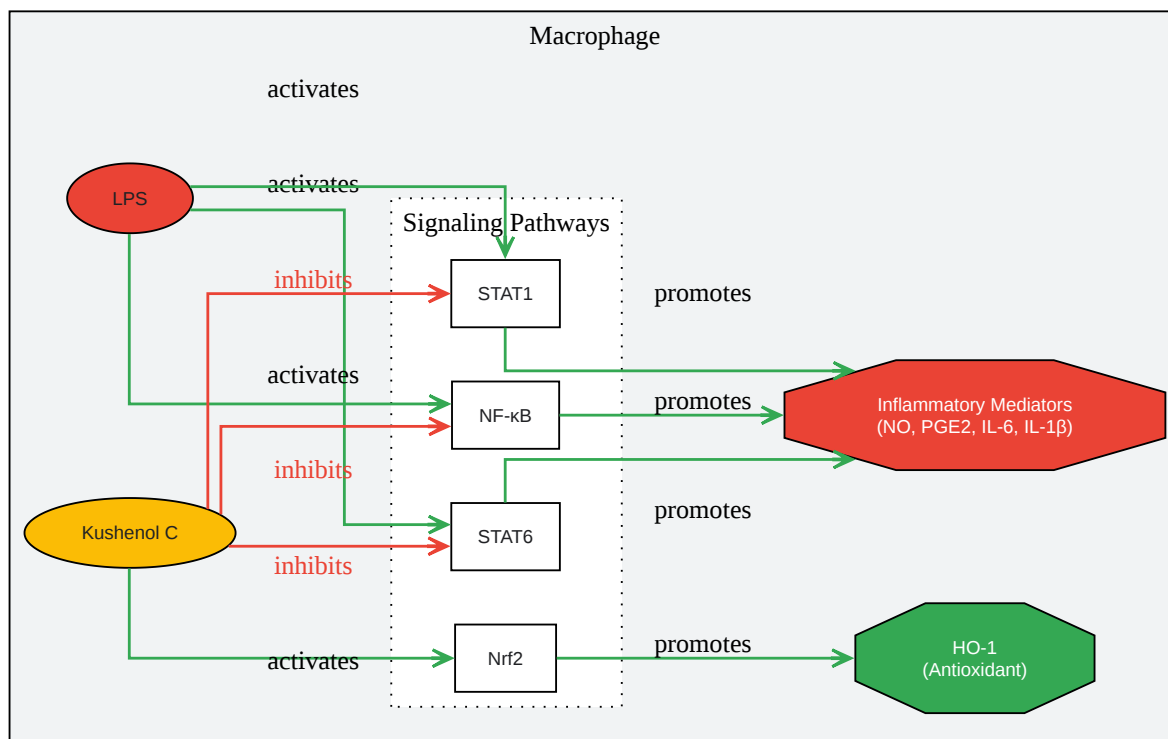 Macrophage
activates
activates
LPS
Signaling Pathways
inhibits
STAT1
promotes
activates
NF-κB
promotes
Inflammatory Mediators
(NO, PGE2, IL-6, IL-1β)
inhibits
promotes
Kushenol C
STAT6
inhibits
activates
Nrf2
promotes
HO-1
(Antioxidant)